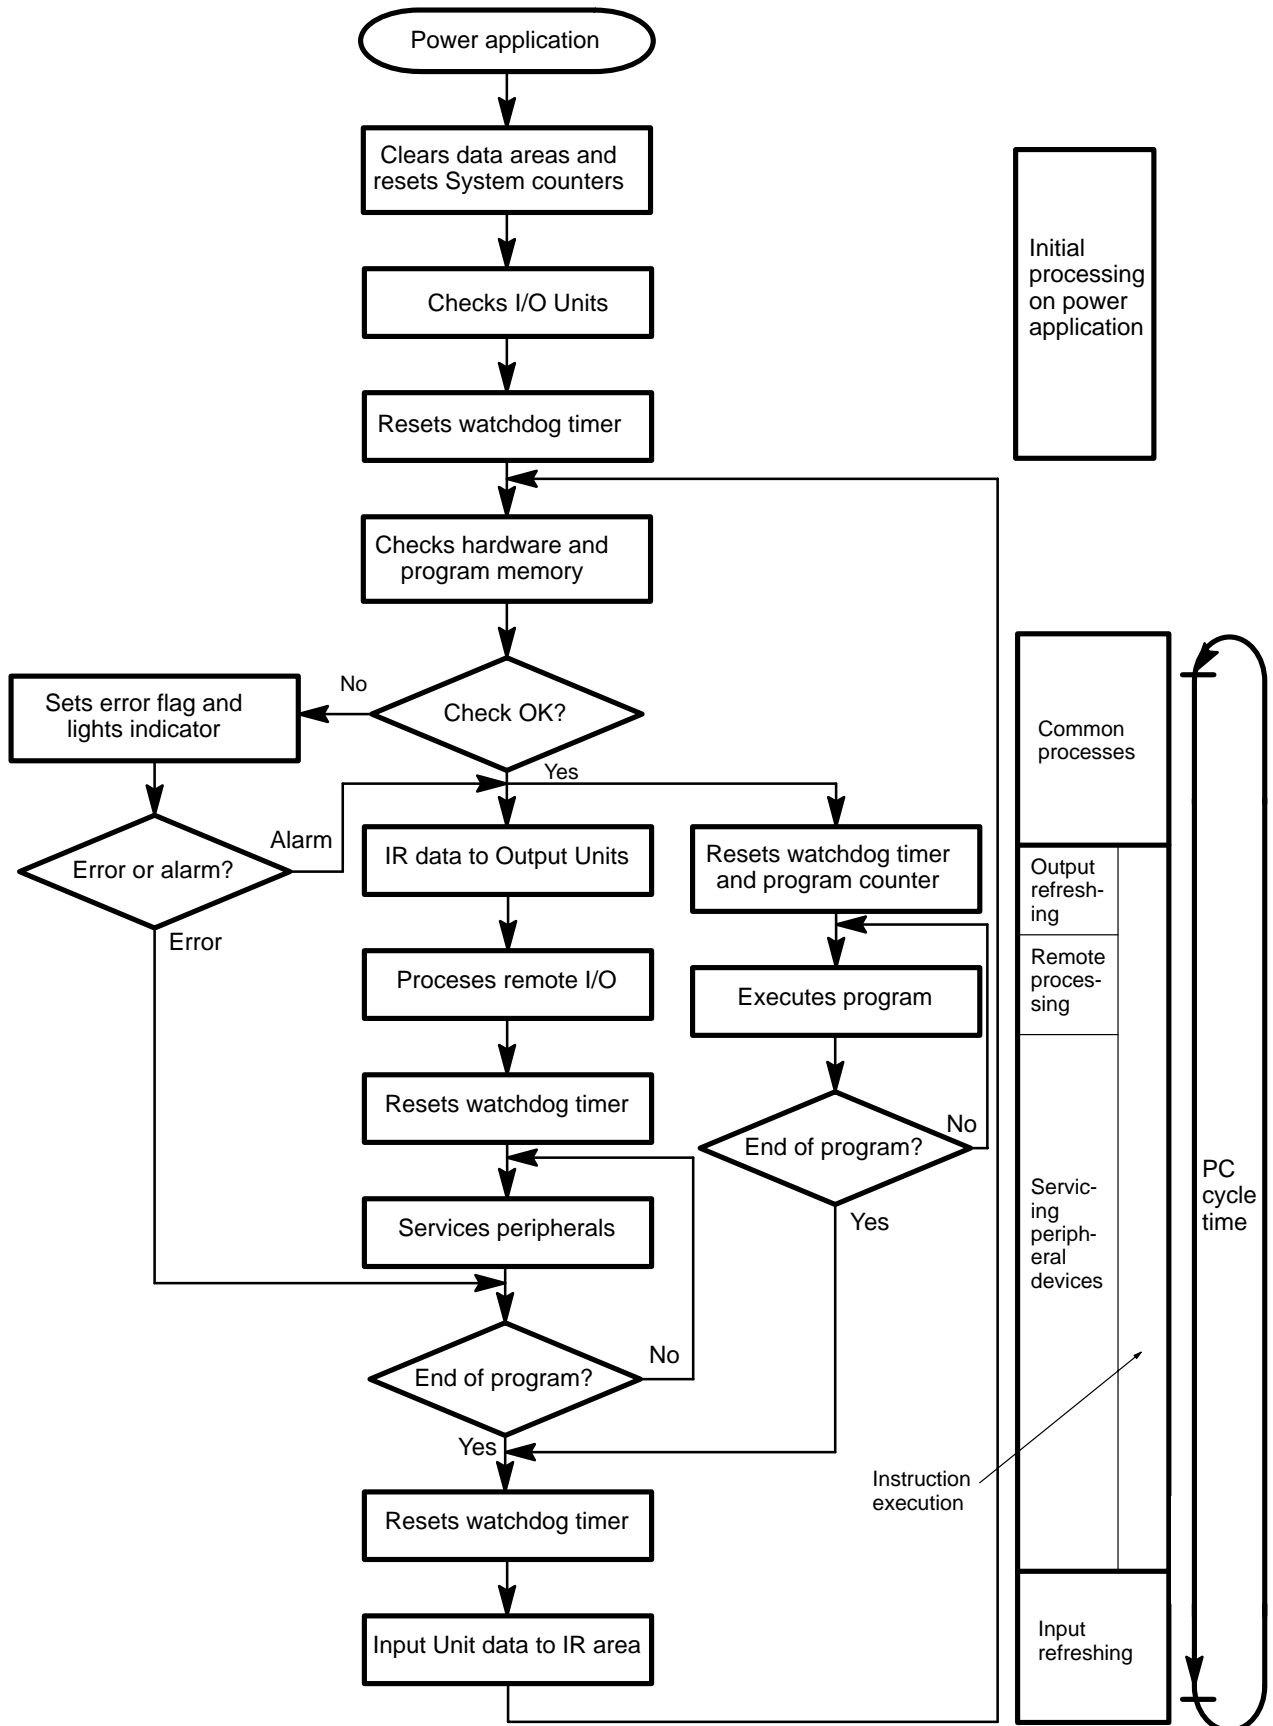 Power application
Clears data areas and
resets System counters
Checks I/O Units
Resets watchdog timer
Initial
processing
on power
application
Checks hardware and
program memory
Check OK?
No
Yes
Sets error flag and
lights indicator
Error or alarm?
Alarm
Error
IR data to Output Units
Proceses remote I/O
Resets watchdog timer
Services peripherals
End of program?
No
Yes
Resets watchdog timer
and program counter
Executes program
End of program?
No
Yes
Resets watchdog timer
Input Unit data to IR area
Common
processes
Output
refresh-
ing
Remote
proces-
sing
Servic-
ing
periph-
eral
devices
Instruction
execution
Input
refreshing
PC
cycle
time